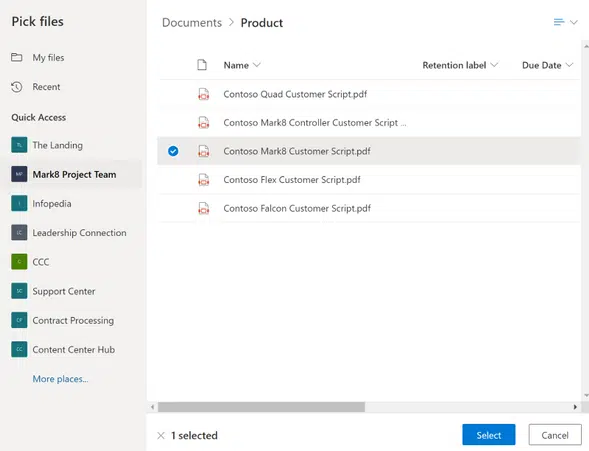 Pick files
My files
Recent
Quick Access
TL The Landing
MP Mark8 Project Team
I Infopedia
LC Leadership Connection
C CCC
SC Support Center
CP Contract Processing
CC Content Center Hub
More places...
Documents > Product
Name Retention label Due Date
Contoso Quad Customer Script.pdf
Contoso Mark8 Controller Customer Script ...
Contoso Mark8 Customer Script.pdf
Contoso Flex Customer Script.pdf
Contoso Falcon Customer Script.pdf
1 selected
Select Cancel